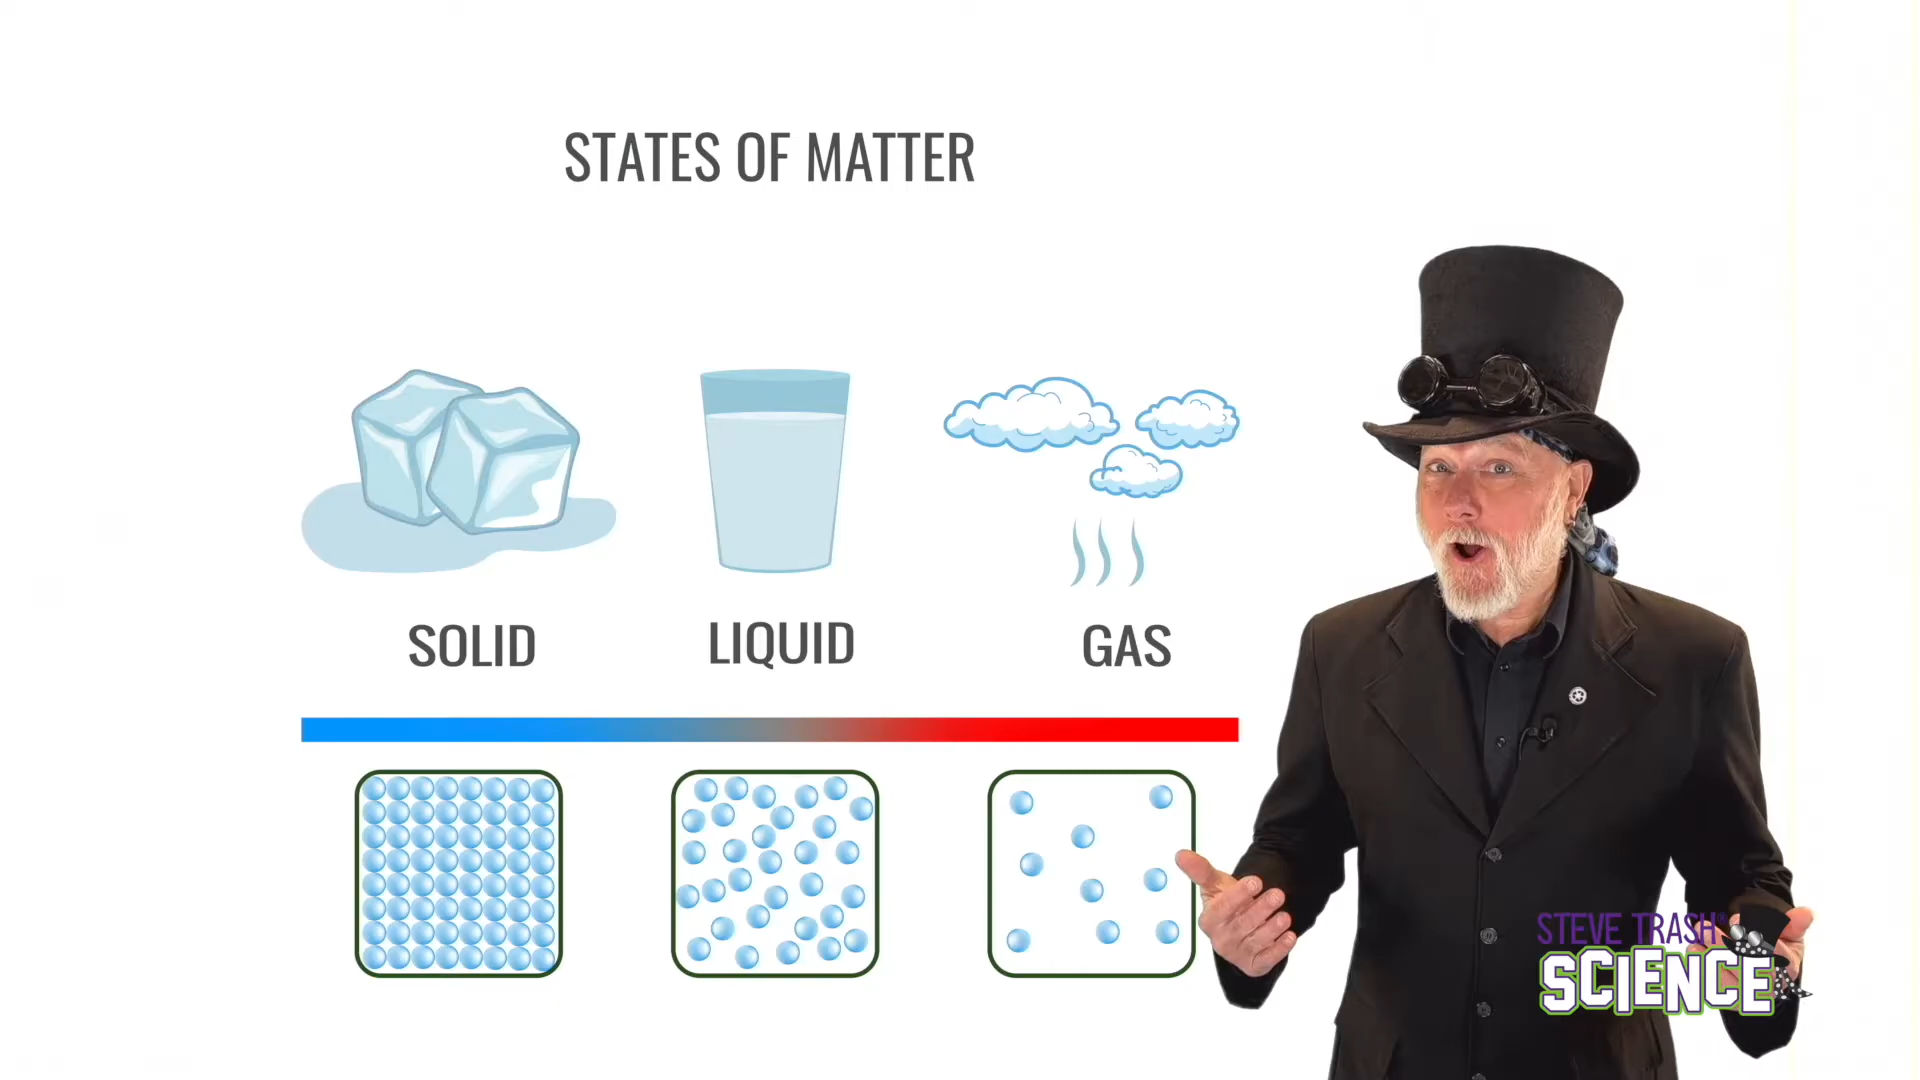 STATES OF MATTER
SOLID
LIQUID
GAS
STEVE TRASH®
SCIENCE